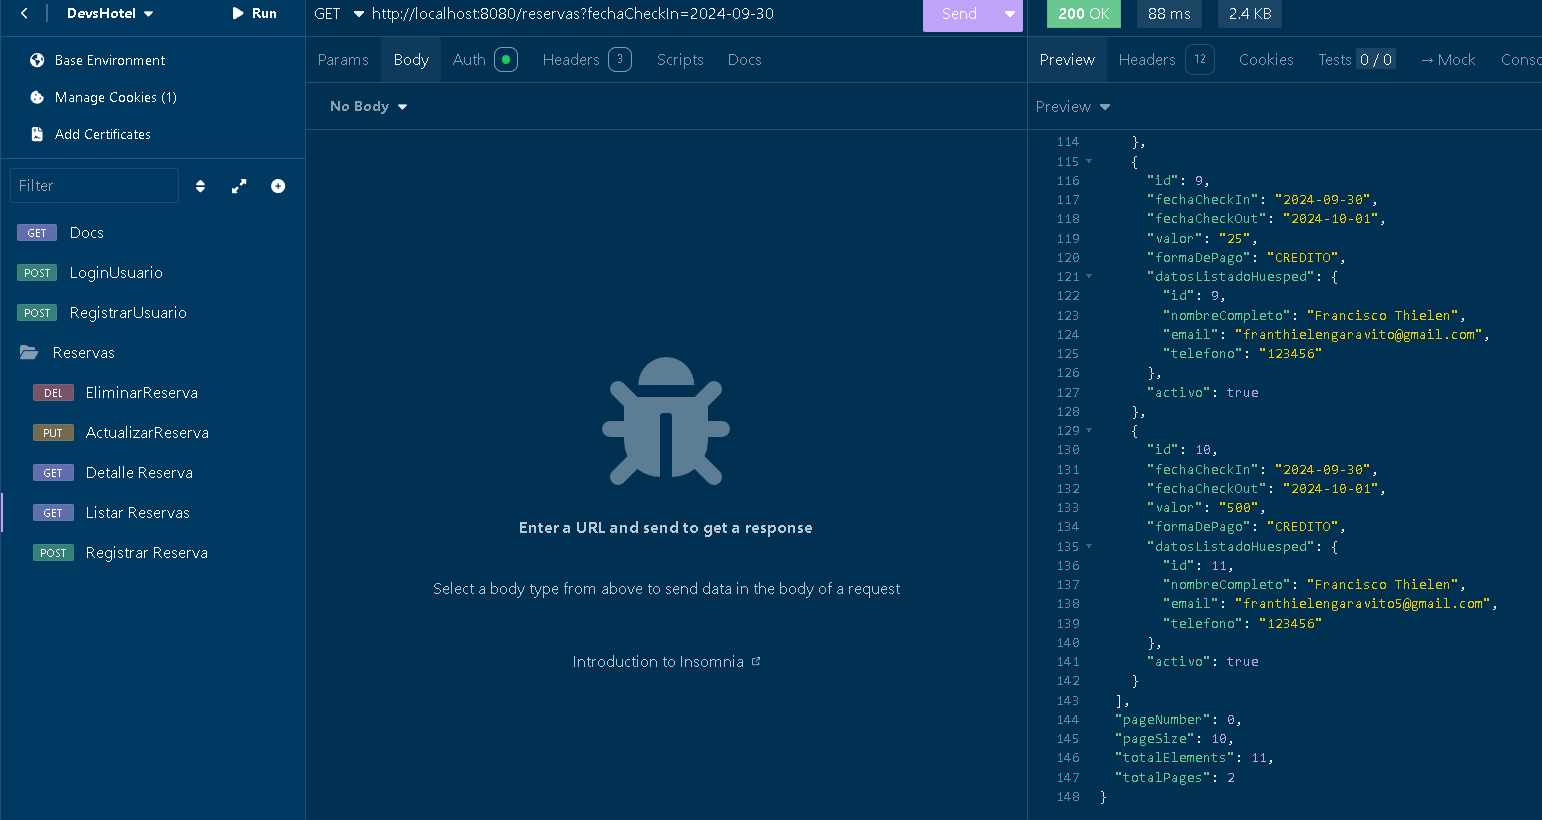 DevsHotel
Run
Base Environment
Manage Cookies (1)
Add Certificates
Filter
GET Docs
POST LoginUsuario
POST RegistrarUsuario
Reservas
DEL EliminarReserva
PUT ActualizarReserva
GET Detalle Reserva
GET Listar Reservas
POST Registrar Reserva
GET http://localhost:8080/reservas?fechaCheckIn=2024-09-30 Send
Params Body Auth Headers 3 Scripts Docs
No Body
Enter a URL and send to get a response
Select a body type from above to send data in the body of a request
Introduction to Insomnia
200 OK 88 ms 2.4 KB
Preview Headers 12 Cookies Tests 0 / 0 → Mock Conso
Preview
114 },
115 {
116 "id": 9,
117 "fechaCheckIn": "2024-09-30",
118 "fechaCheckOut": "2024-10-01",
119 "valor": "25",
120 "formaDePago": "CREDITO",
121 "datosListadoHuesped": {
122 "id": 9,
123 "nombreCompleto": "Francisco Thielen",
124 "email": "franthielengaravito@gmail.com",
125 "telefono": "123456"
126 },
127 "activo": true
128 },
129 {
130 "id": 10,
131 "fechaCheckIn": "2024-09-30",
132 "fechaCheckOut": "2024-10-01",
133 "valor": "500",
134 "formaDePago": "CREDITO",
135 "datosListadoHuesped": {
136 "id": 11,
137 "nombreCompleto": "Francisco Thielen",
138 "email": "franthielengaravito5@gmail.com",
139 "telefono": "123456"
140 },
141 "activo": true
142 }
143 ],
144 "pageNumber": 0,
145 "pageSize": 10,
146 "totalElements": 11,
147 "totalPages": 2
148 }